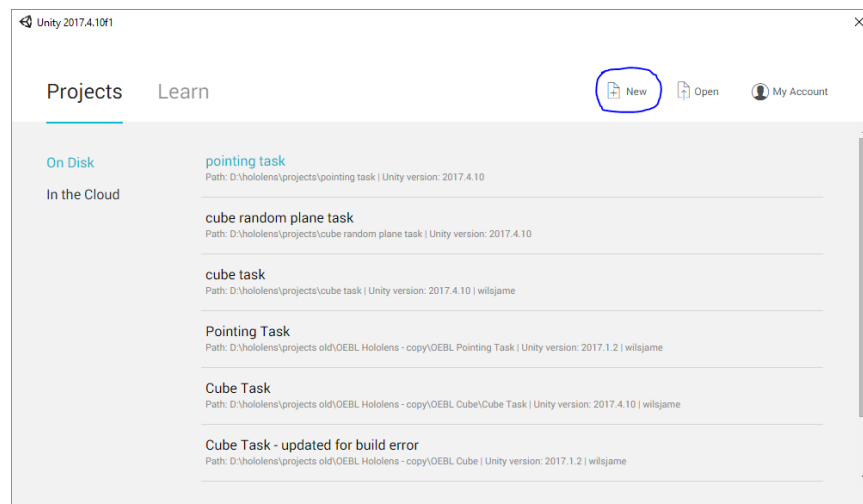 Unity 2017.4.10f1
Projects Learn New Open My Account
On Disk
In the Cloud
pointing task
Path: D:\hololens\projects\pointing task | Unity version: 2017.4.10
cube random plane task
Path: D:\hololens\projects\cube random plane task | Unity version: 2017.4.10
cube task
Path: D:\hololens\projects\cube task | Unity version: 2017.4.10 | wilsjame
Pointing Task
Path: D:\hololens\projects old\OEBL Hololens - copy\OEBL Pointing Task | Unity version: 2017.1.2 | wilsjame
Cube Task
Path: D:\hololens\projects old\OEBL Hololens - copy\OEBL Cube\Cube Task | Unity version: 2017.4.10 | wilsjame
Cube Task - updated for build error
Path: D:\hololens\projects old\OEBL Hololens - copy\OEBL Cube | Unity version: 2017.1.2 | wilsjame